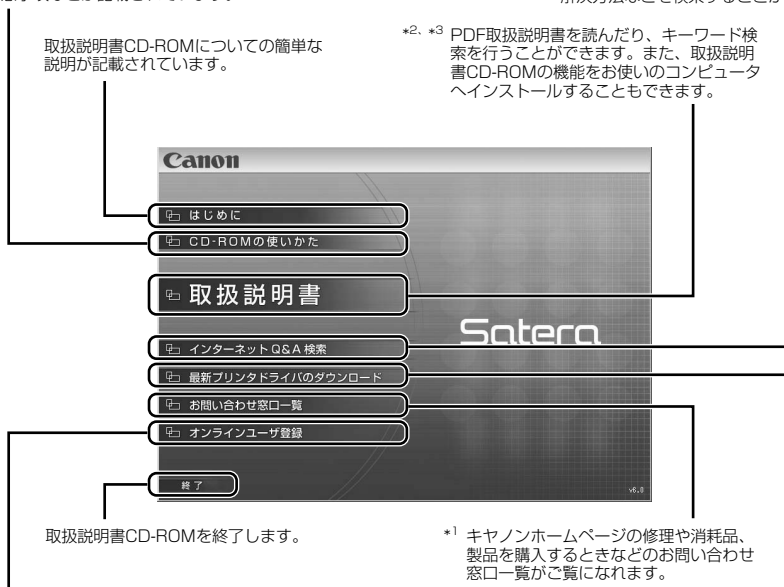 取扱説明書CD-ROMについての簡単な
説明が記載されています。
*2、*3 PDF取扱説明書を読んだり、キーワード検
索を行うことができます。また、取扱説明
書CD-ROMの機能をお使いのコンピュータ
へインストールすることもできます。
Canon
はじめに
CD-ROMの使いかた
取扱説明書
Satera
インターネットQ&A検索
最新プリンタドライバのダウンロード
お問い合わせ窓口一覧
オンラインユーザ登録
終了
v6.0
取扱説明書CD-ROMを終了します。
*1 キヤノンホームページの修理や消耗品、
製品を購入するときなどのお問い合わせ
窓口一覧がご覧になれます。